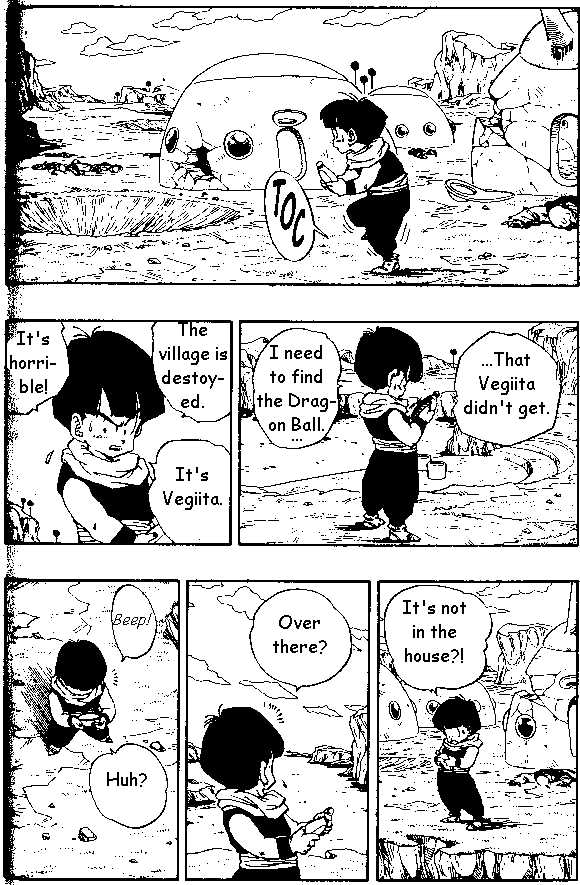 TOC
It's
horri-
ble!
The
village is
destoy-
ed.
It's
Vegiita.
I need
to find
the Drag-
on Ball.
...
...That
Vegiita
didn't get.
Beep!
Huh?
Over
there?
It's not
in the
house?!